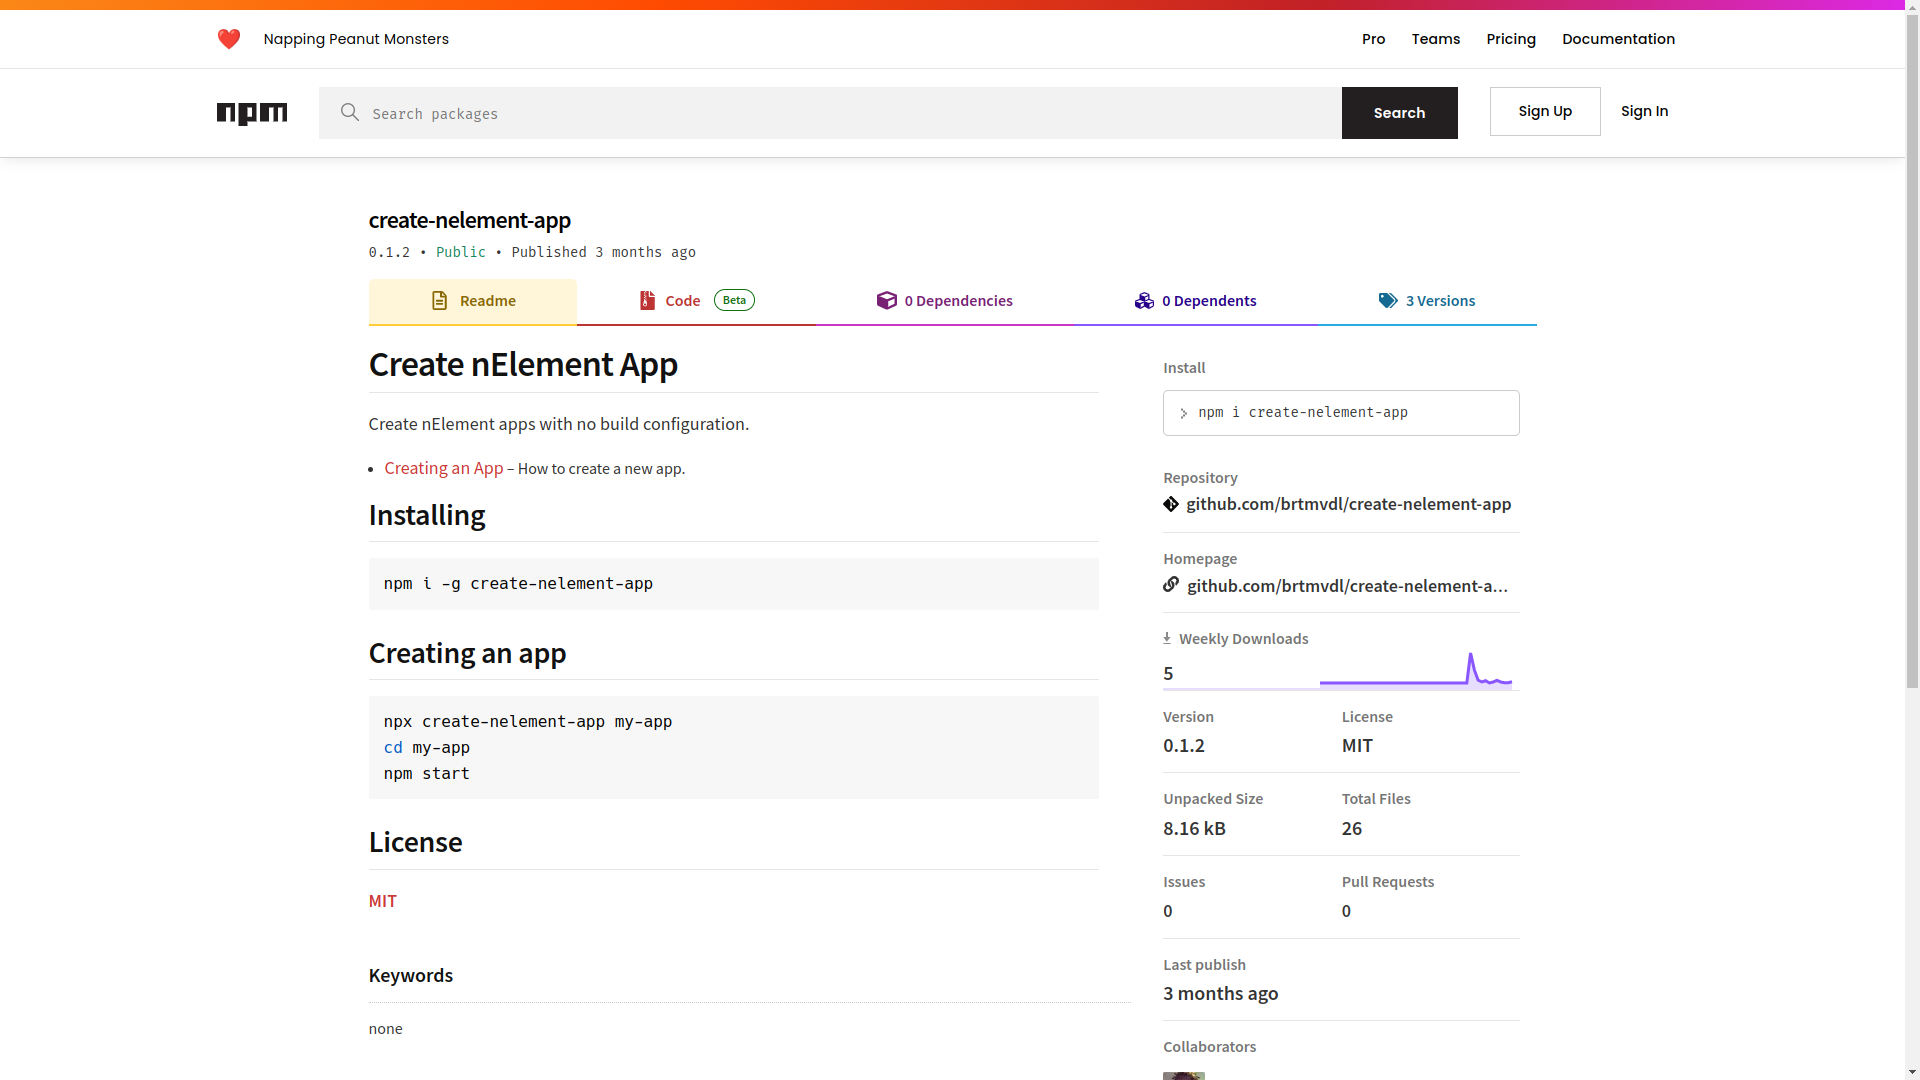 Napping Peanut Monsters
Pro
Teams
Pricing
Documentation
npm
Search packages
Search
Sign Up
Sign In
create-nelement-app
0.1.2 • Public • Published 3 months ago
Readme
Code Beta
0 Dependencies
0 Dependents
3 Versions
Create nElement App
Create nElement apps with no build configuration.
• Creating an App – How to create a new app.
Installing
npm i -g create-nelement-app
Creating an app
npx create-nelement-app my-app
cd my-app
npm start
License
MIT
Keywords
none
Install
npm i create-nelement-app
Repository
github.com/brtmvdl/create-nelement-app
Homepage
github.com/brtmvdl/create-nelement-a...
Weekly Downloads
5
Version
0.1.2
License
MIT
Unpacked Size
8.16 kB
Total Files
26
Issues
0
Pull Requests
0
Last publish
3 months ago
Collaborators